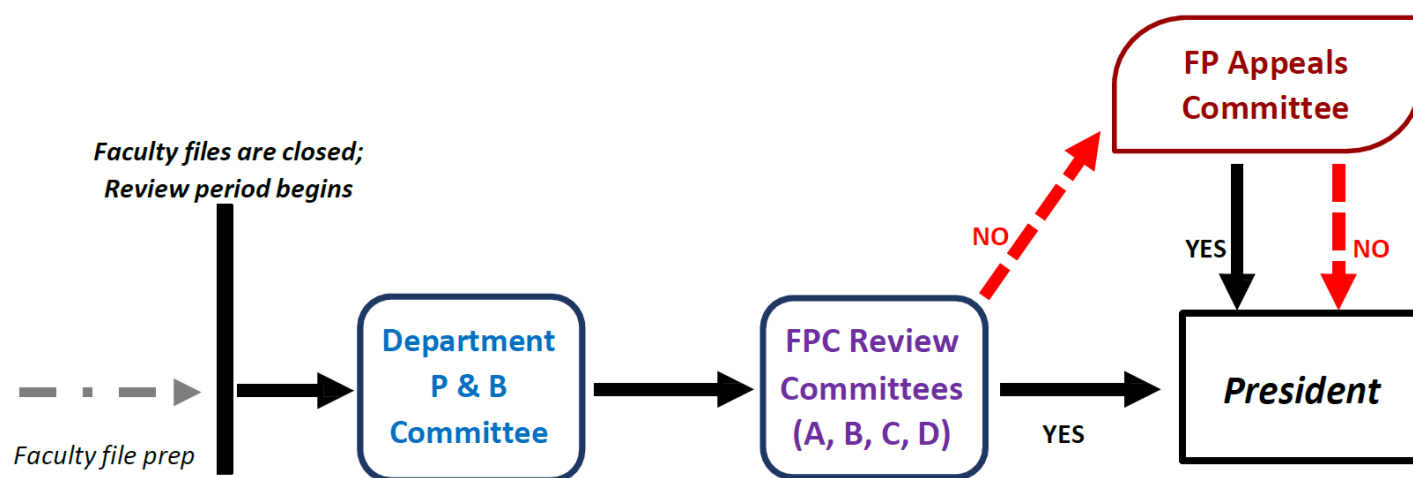 FP Appeals
Committee
Faculty files are closed;
Review period begins
NO
YES
NO
Department
P & B
Committee
FPC Review
Committees
(A, B, C, D)
President
YES
Faculty file prep